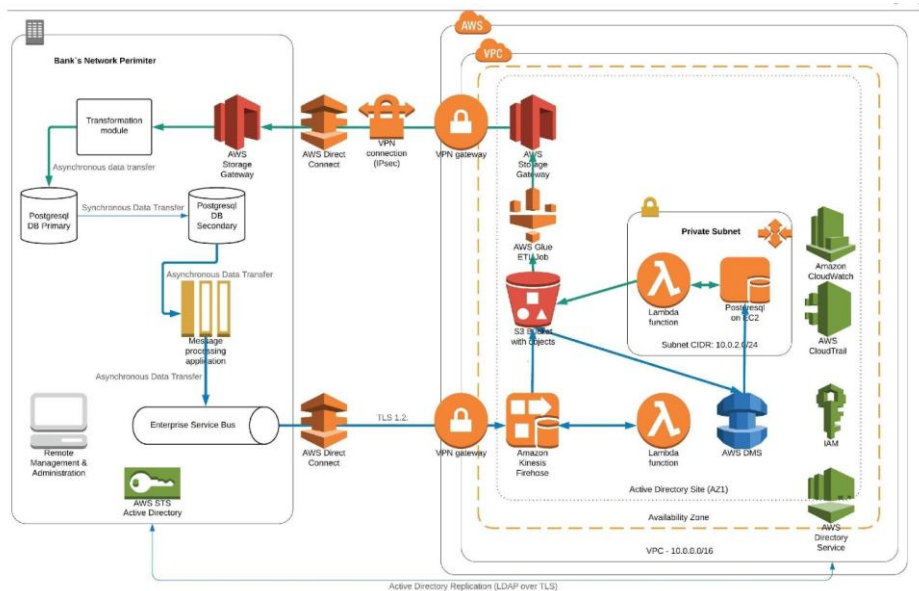 AWS
VPC
Bank`s Network Perimiter
Transformation
module
AWS
Storage
Gateway
AWS Direct
Connect
VPN
connection
(IPsec)
VPN gateway
AWS
Storage
Gateway
Asynchronous data transfer
Postgresql
DB Primary
Synchronous Data Transfer
Postgresql
DB
Secondary
AWS Glue
ETL Job
Private Subnet
Amazon
CloudWatch
Asynchronous Data Transfer
S3 Bucket
with objects
Lambda
function
Postgresql
on EC2
Subnet CIDR: 10.0.2.0/24
AWS
CloudTrail
Message
processing
application
Asynchronous Data Transfer
Enterprise Service Bus
AWS Direct
Connect
TLS 1.2.
VPN gateway
Amazon
Kinesis
Firehose
Lambda
function
AWS DMS
IAM
Remote
Management &
Administration
AWS STS
Active Directory
Active Directory Site (AZ1)
Availability Zone
AWS
Directory
Service
VPC - 10.0.0.0/16
Active Directory Replication (LDAP over TLS)